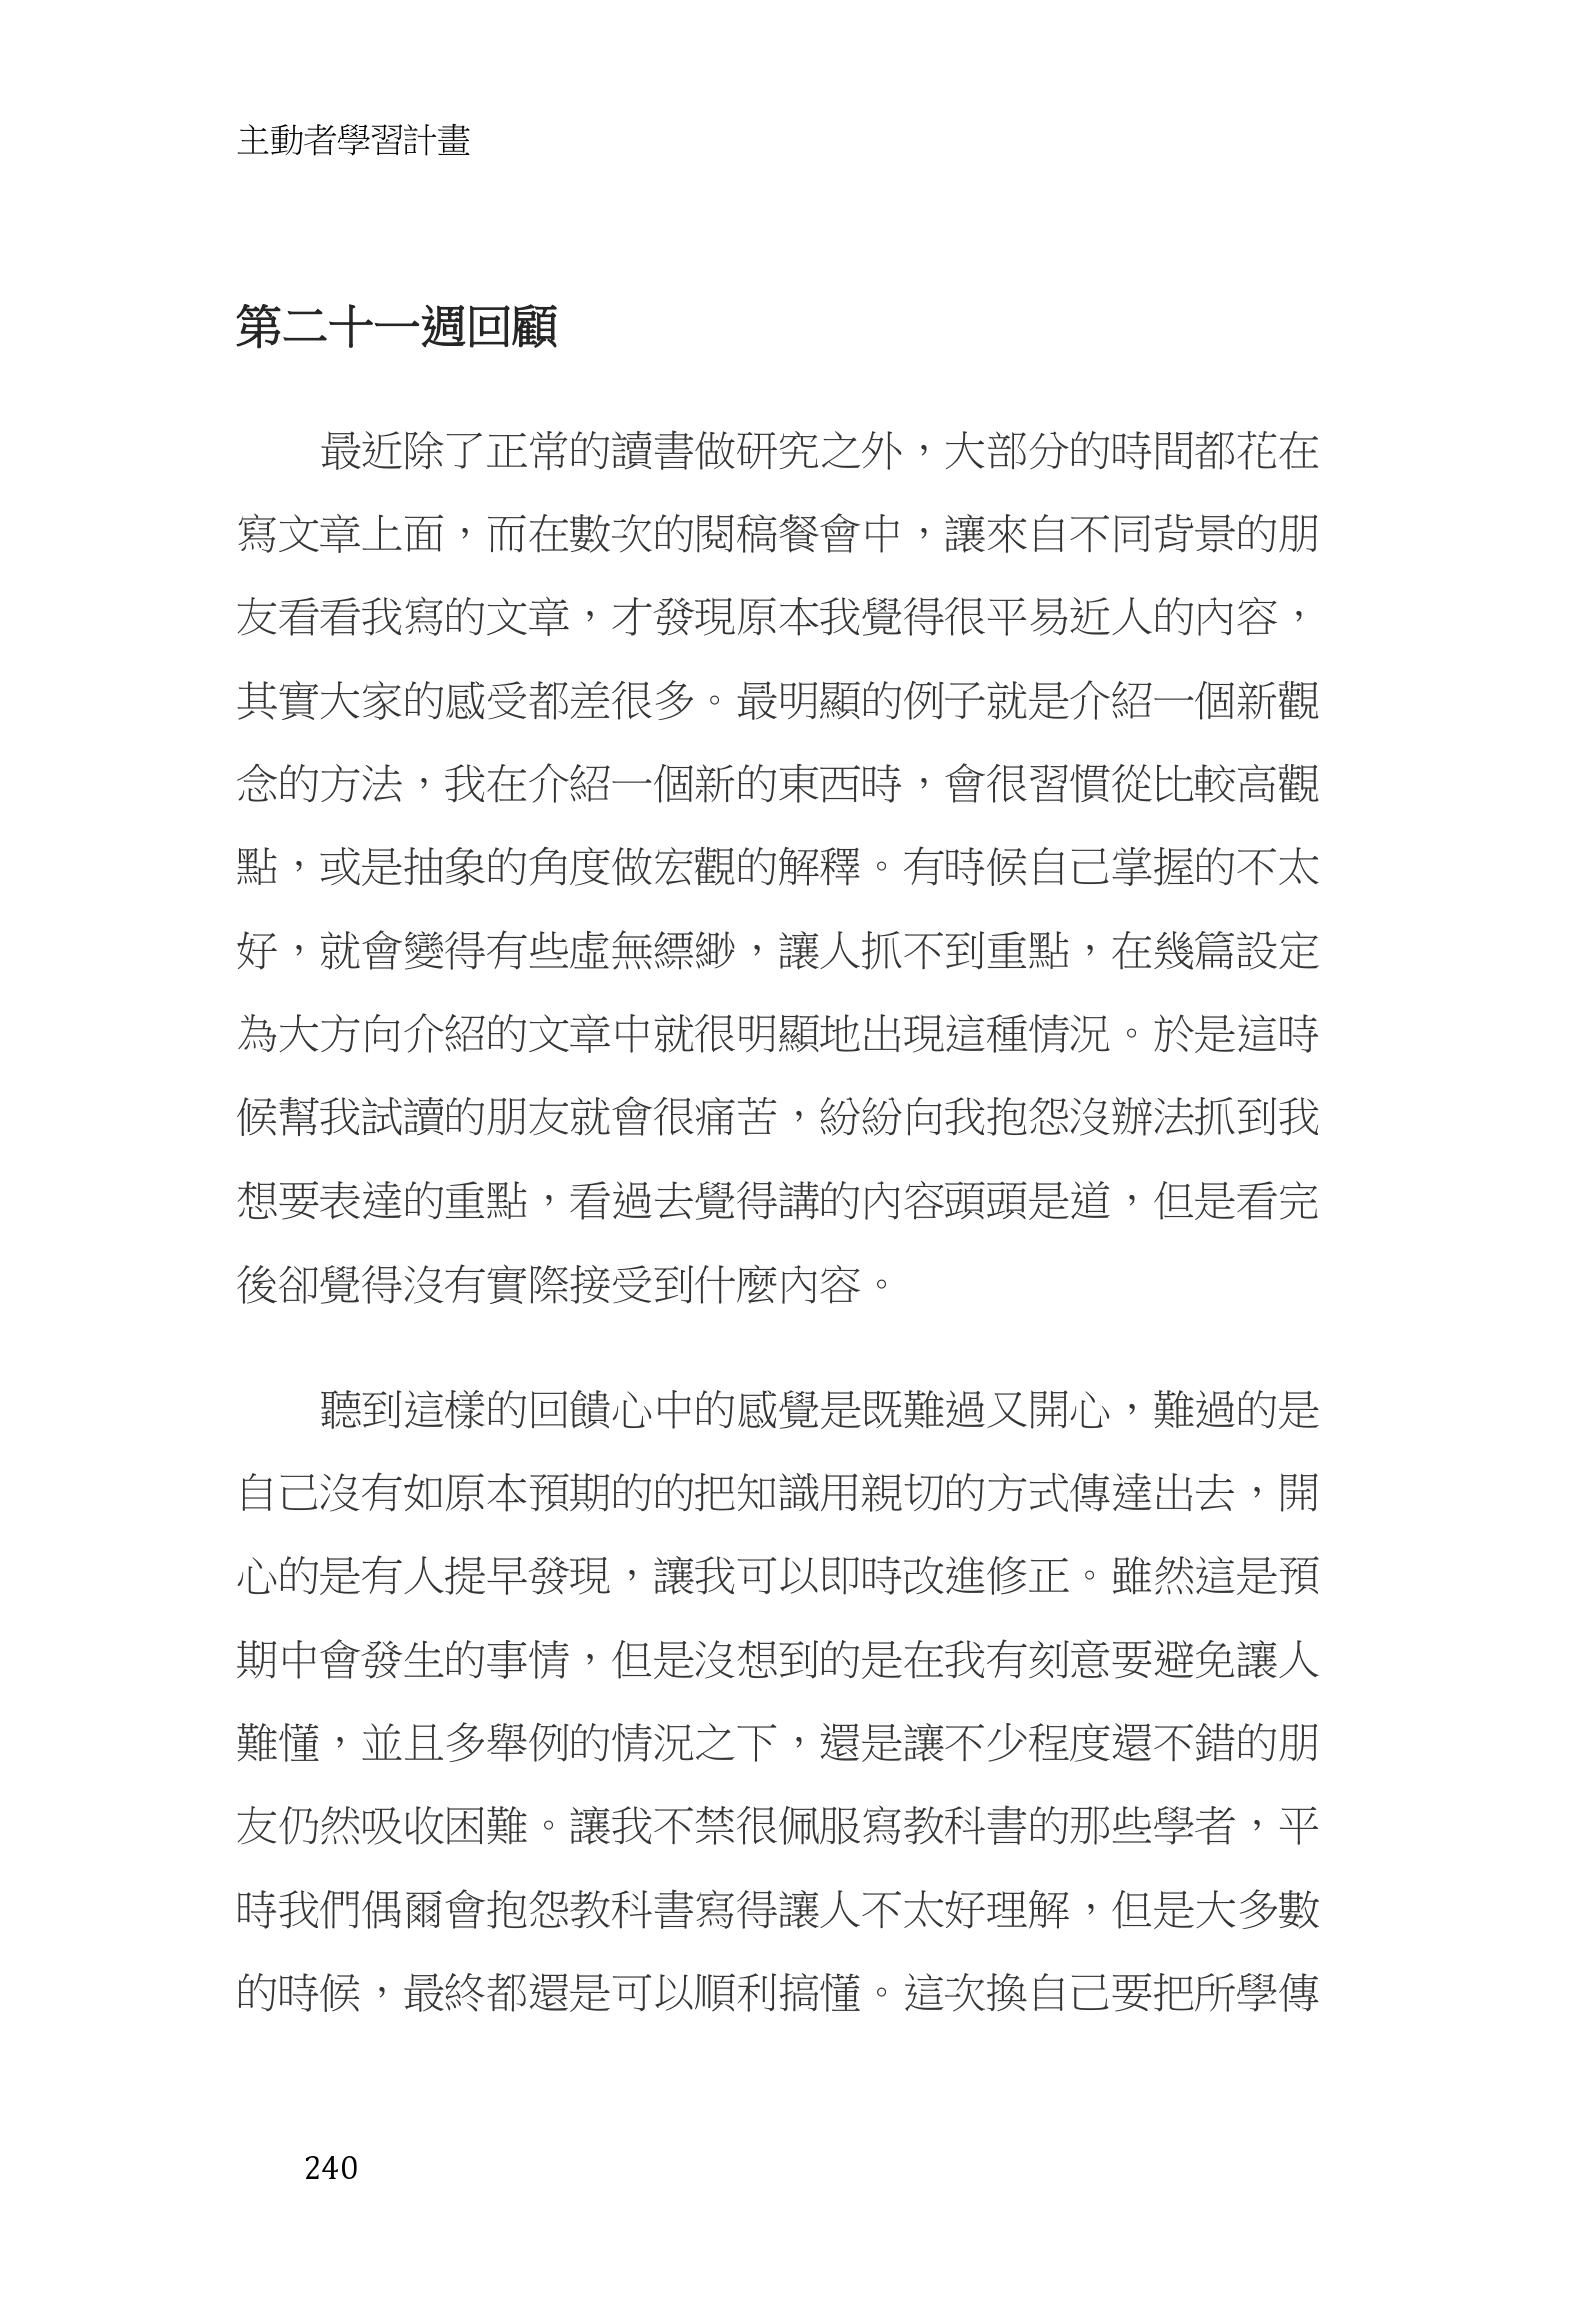 主動者學習計畫
第二十一週回顧
最近除了正常的讀書做研究之外，大部分的時間都花在
寫文章上面，而在數次的閱稿餐會中，讓來自不同背景的朋
友看看我寫的文章，才發現原本我覺得很平易近人的內容，
其實大家的感受都差很多。最明顯的例子就是介紹一個新觀
念的方法，我在介紹一個新的東西時，會很習慣從比較高觀
點，或是抽象的角度做宏觀的解釋。有時候自己掌握的不太
好，就會變得有些虛無縹緲，讓人抓不到重點，在幾篇設定
為大方向介紹的文章中就很明顯地出現這種情況。於是這時
候幫我試讀的朋友就會很痛苦，紛紛向我抱怨沒辦法抓到我
想要表達的重點，看過去覺得講的內容頭頭是道，但是看完
後卻覺得沒有實際接受到什麼內容。
聽到這樣的回饋心中的感覺是既難過又開心，難過的是
自己沒有如原本預期的的把知識用親切的方式傳達出去，開
心的是有人提早發現，讓我可以即時改進修正。雖然這是預
期中會發生的事情，但是沒想到的是在我有刻意要避免讓人
難懂，並且多舉例的情況之下，還是讓不少程度還不錯的朋
友仍然吸收困難。讓我不禁很佩服寫教科書的那些學者，平
時我們偶爾會抱怨教科書寫得讓人不太好理解，但是大多數
的時候，最終都還是可以順利搞懂。這次換自己要把所學傳
240